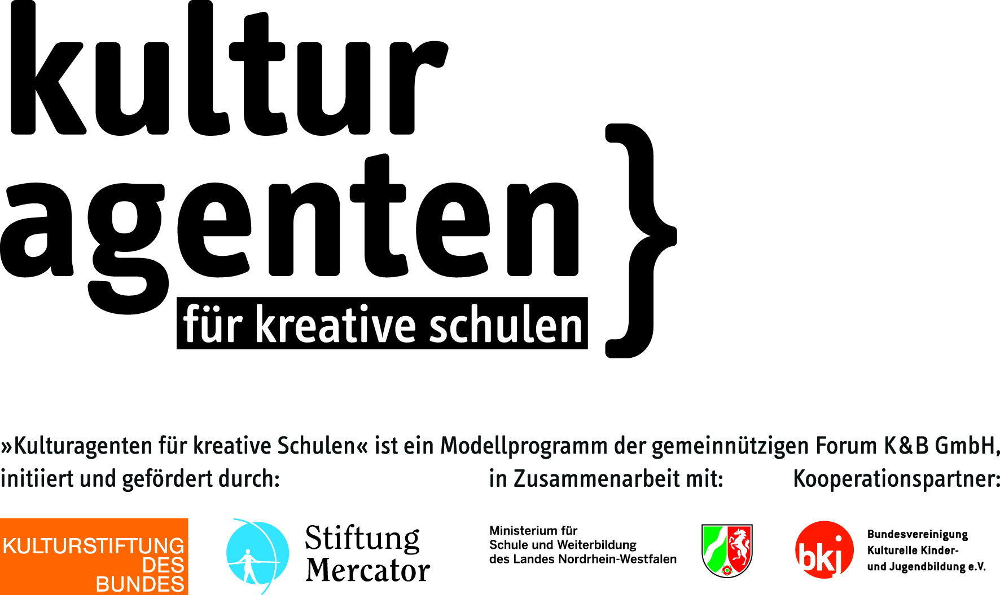 kultur
agenten}
für kreative schulen
»Kulturagenten für kreative Schulen« ist ein Modellprogramm der gemeinnützigen Forum K&B GmbH,
initiiert und gefördert durch:
in Zusammenarbeit mit:
Kooperationspartner:
KULTURSTIFTUNG
DES
BUNDES
Stiftung
Mercator
Ministerium für
Schule und Weiterbildung
des Landes Nordrhein-Westfalen
bkj
Bundesvereinigung
Kulturelle Kinder-
und Jugendbildung e.V.